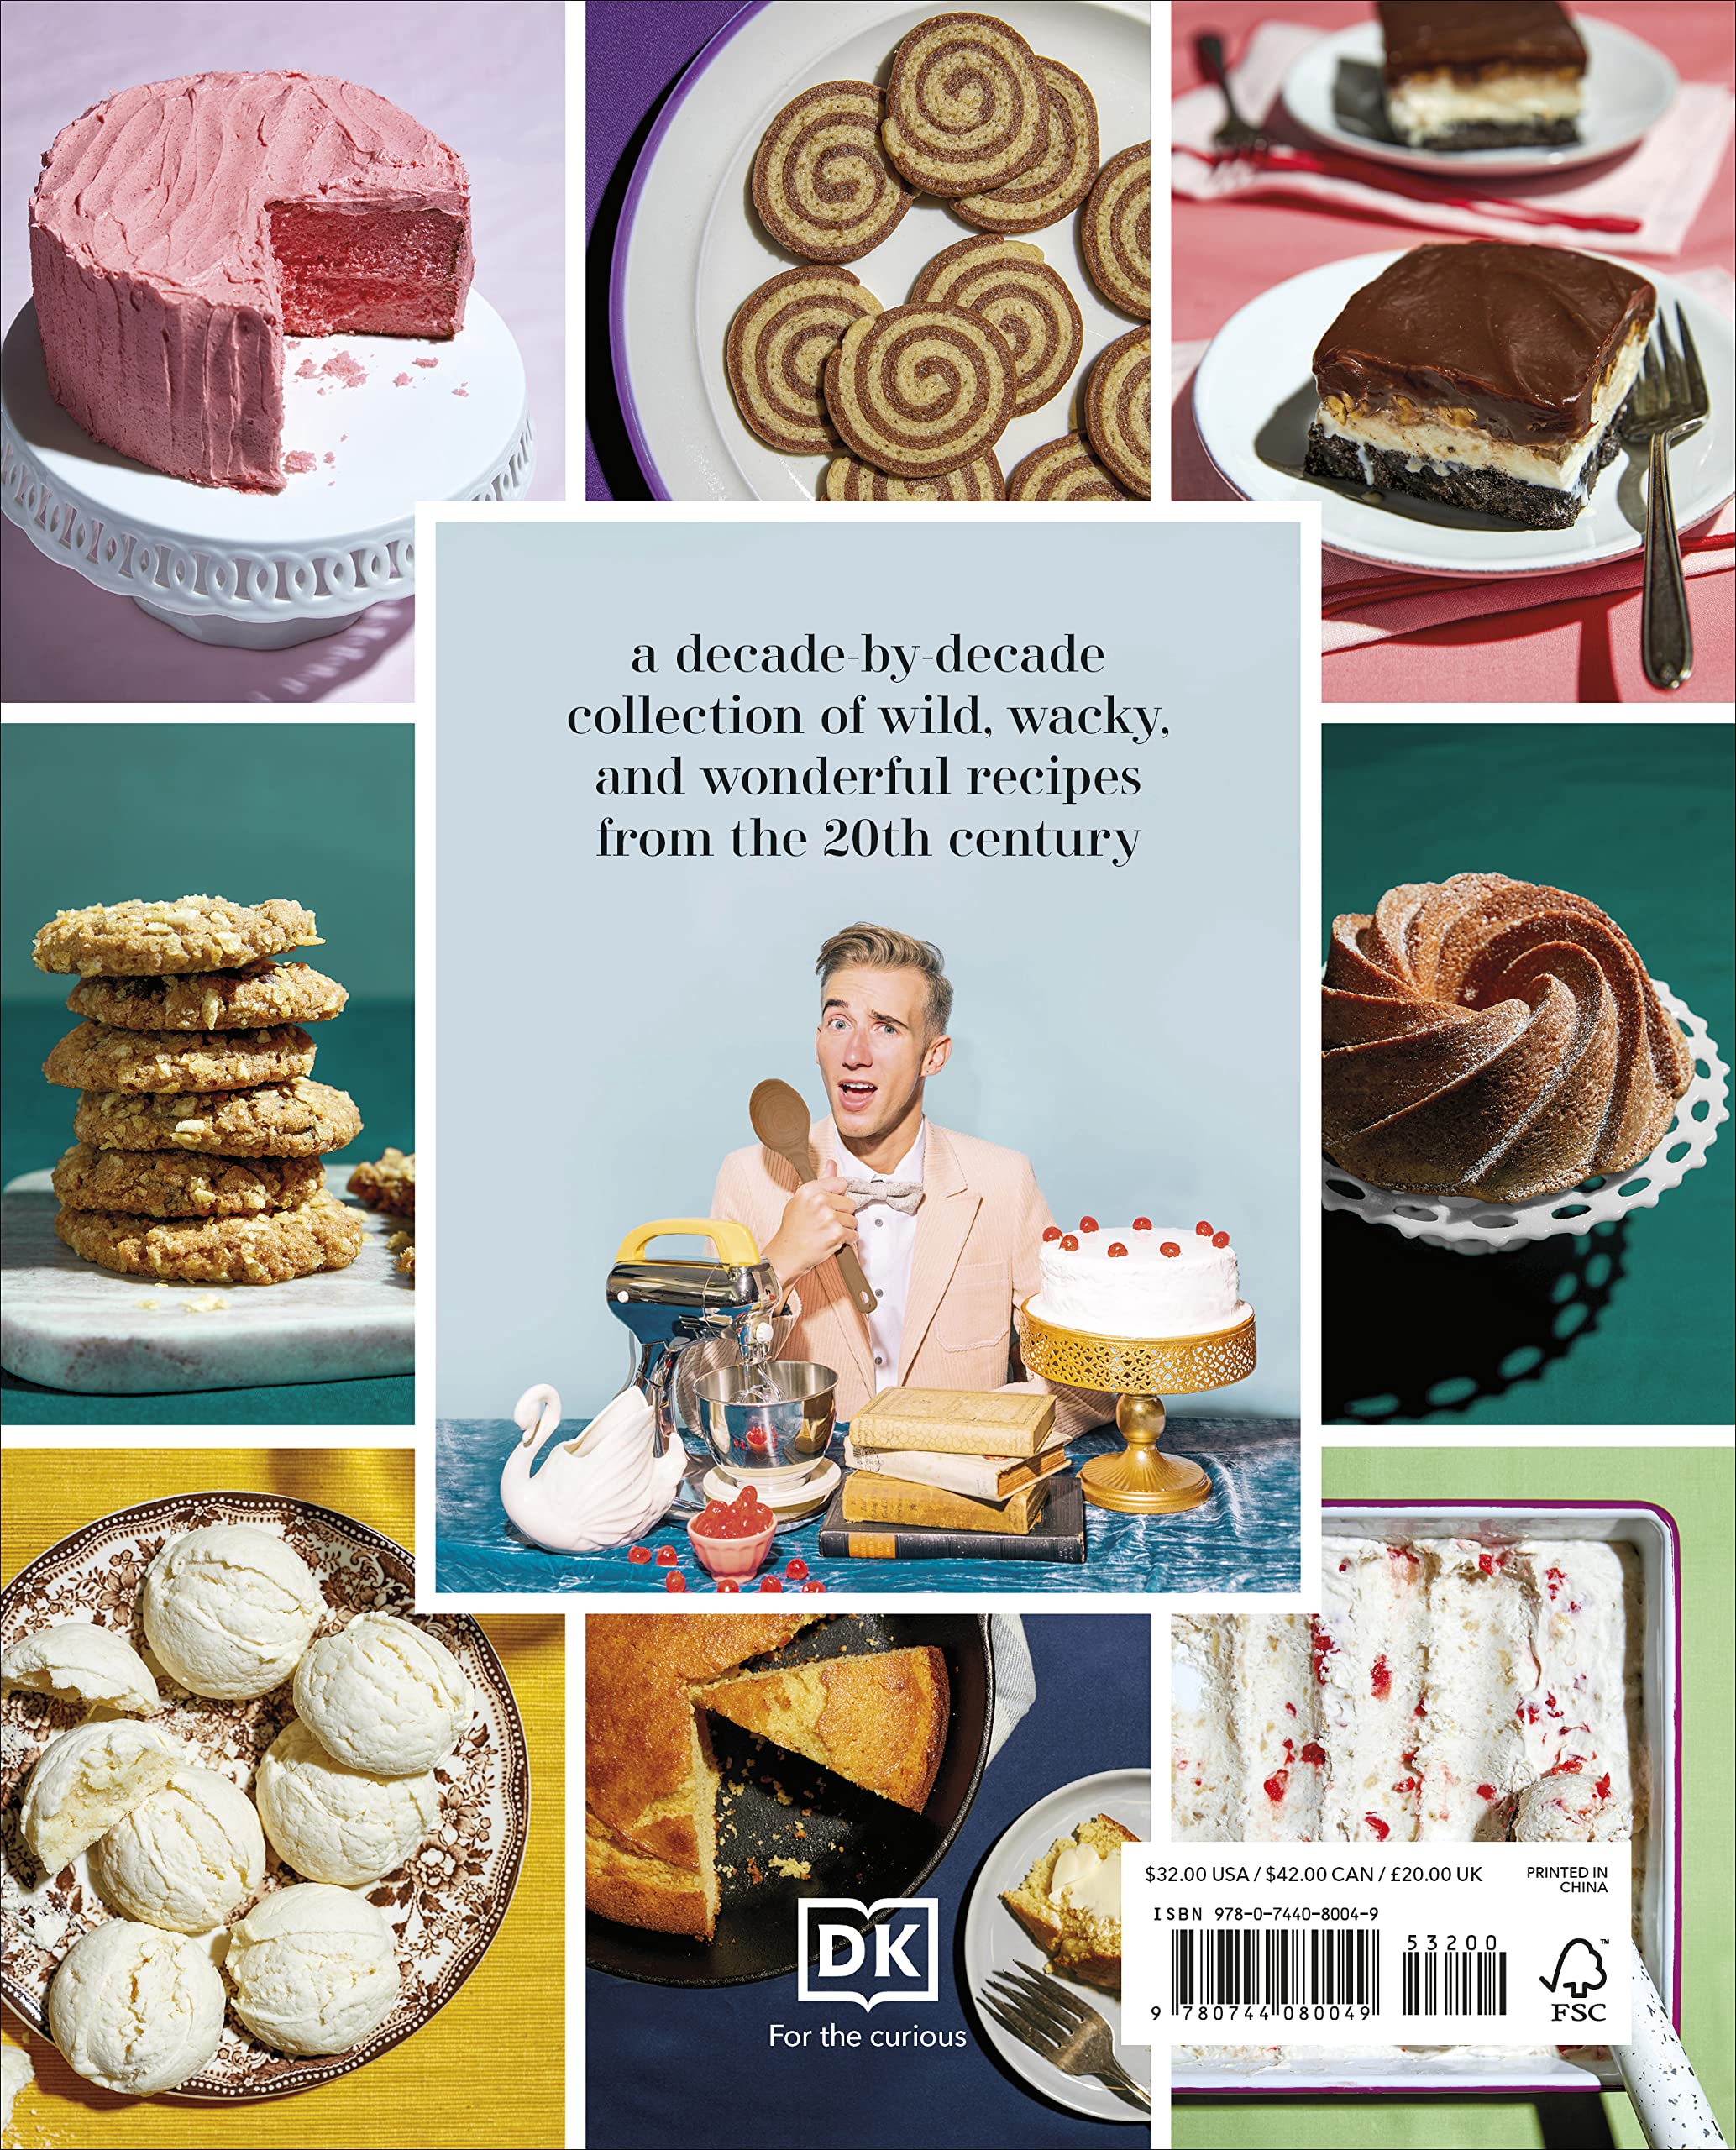 a decade-by-decade
collection of wild, wacky,
and wonderful recipes
from the 20th century
DK
For the curious
$32.00 USA / $42.00 CAN / £20.00 UK
PRINTED IN
CHINA
ISBN 978-0-7440-8004-9
53200
9 780744 080049
™
FSC